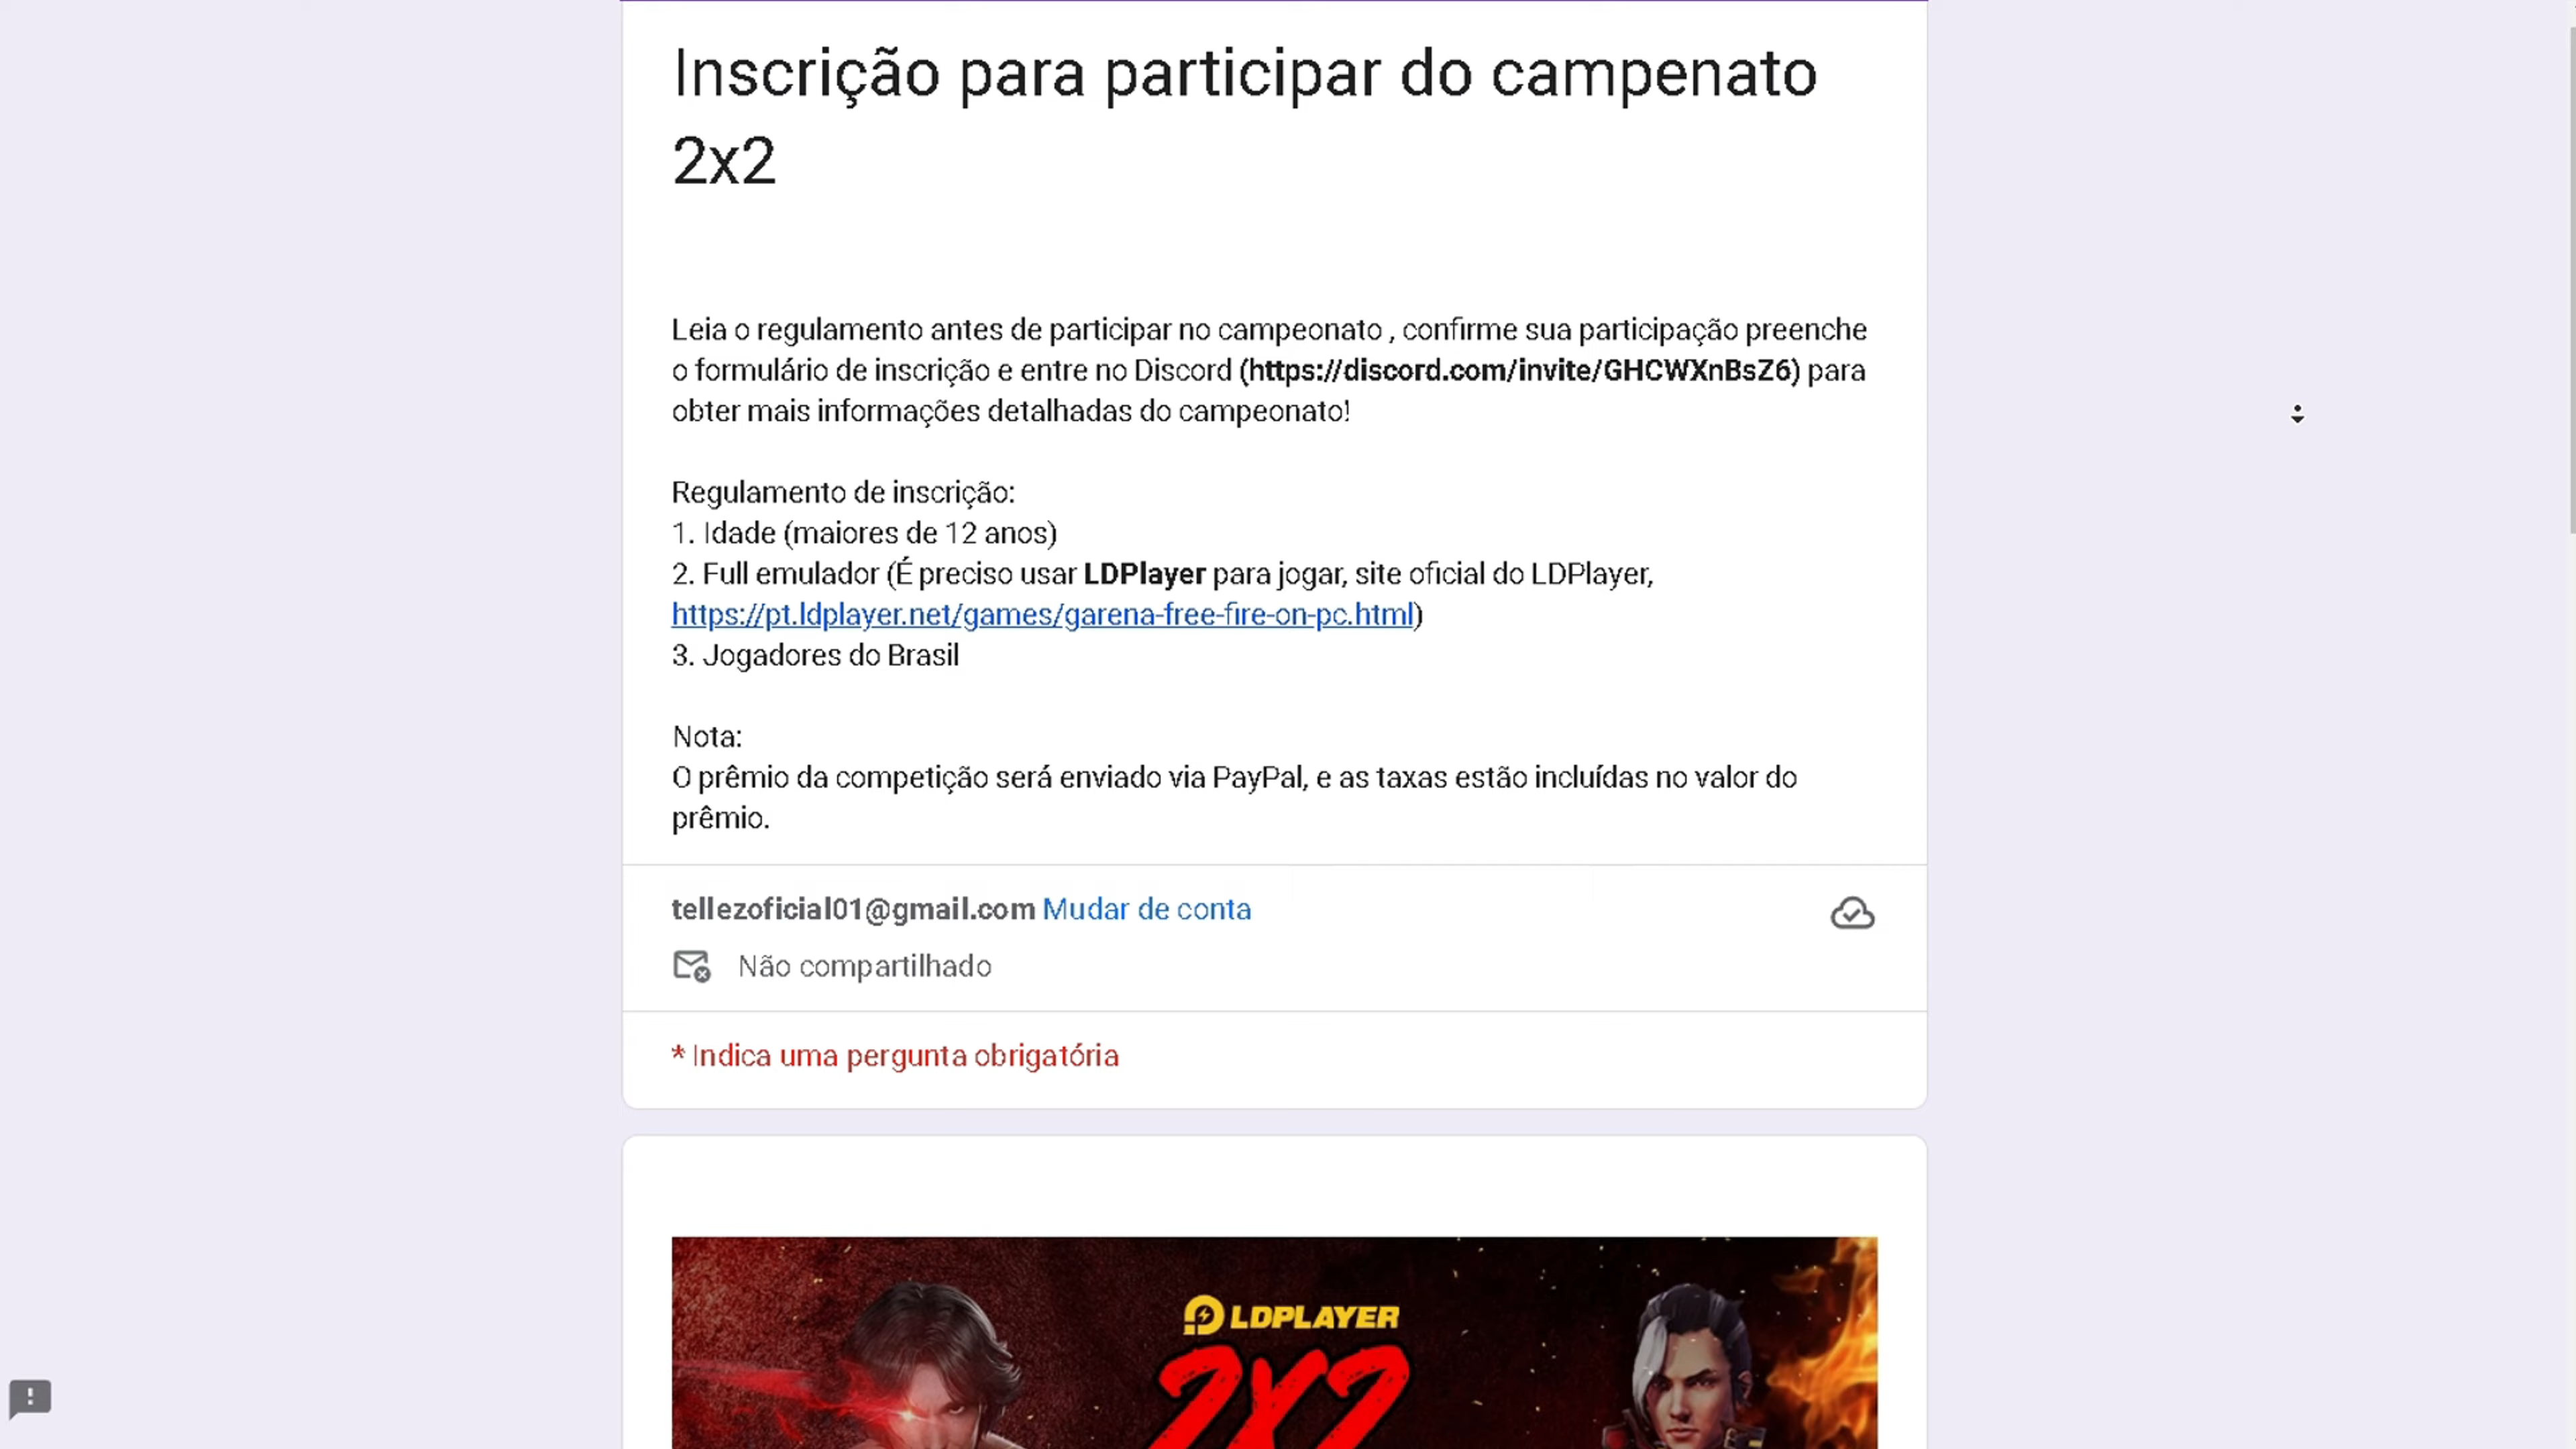 Inscrição para participar do campenato
2x2
Leia o regulamento antes de participar no campeonato , confirme sua participação preenche
o formulário de inscrição e entre no Discord (https://discord.com/invite/GHCWXnBsZ6) para
obter mais informações detalhadas do campeonato!
Regulamento de inscrição:
1. Idade (maiores de 12 anos)
2. Full emulador (É preciso usar LDPlayer para jogar, site oficial do LDPlayer,
https://pt.ldplayer.net/games/garena-free-fire-on-pc.html)
3. Jogadores do Brasil
Nota:
O prêmio da competição será enviado via PayPal, e as taxas estão incluídas no valor do
prêmio.
tellezoficial01@gmail.com Mudar de conta
Não compartilhado
* Indica uma pergunta obrigatória
LDPLAYER
2X2